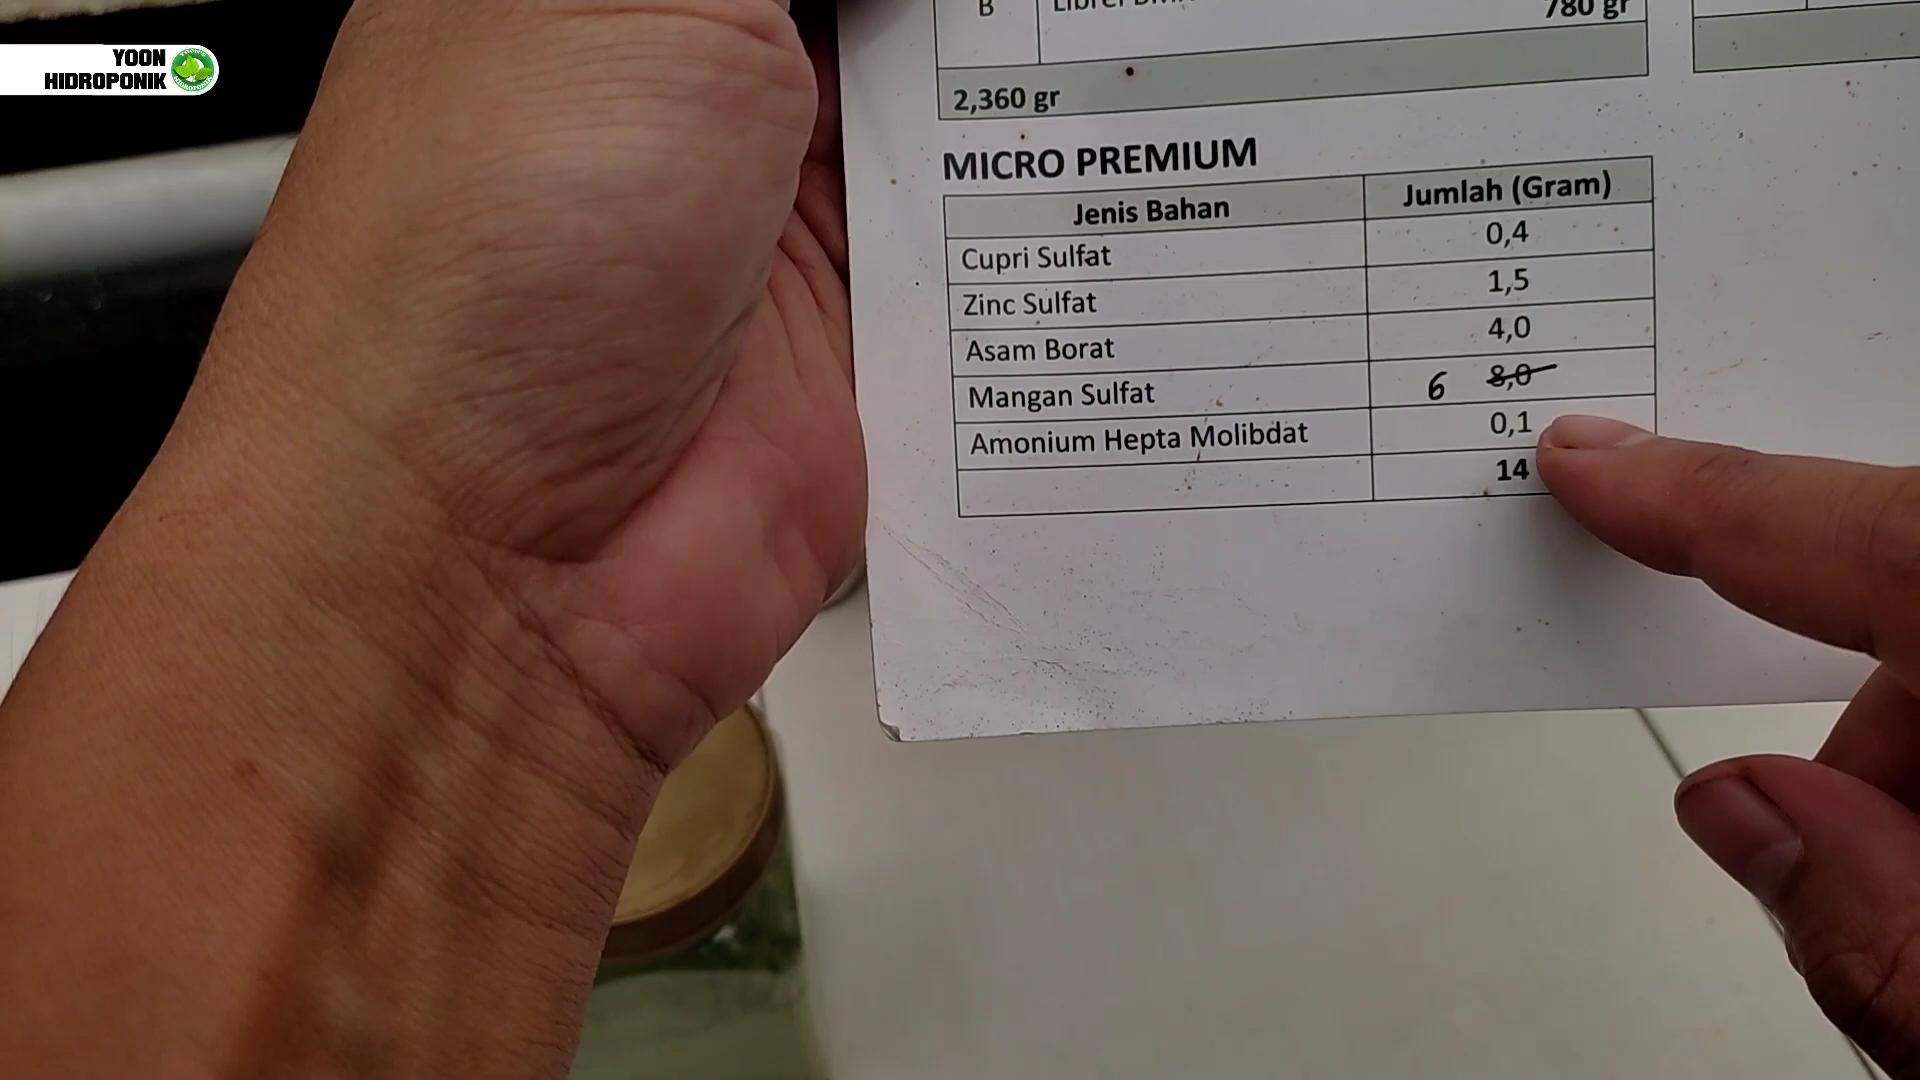 YOON
HIDROPONIK
B
780 gr
2,360 gr
MICRO PREMIUM
Jenis Bahan Jumlah (Gram)
Cupri Sulfat 0,4
Zinc Sulfat 1,5
Asam Borat 4,0
Mangan Sulfat 6 8,0
Amonium Hepta Molibdat 0,1
14